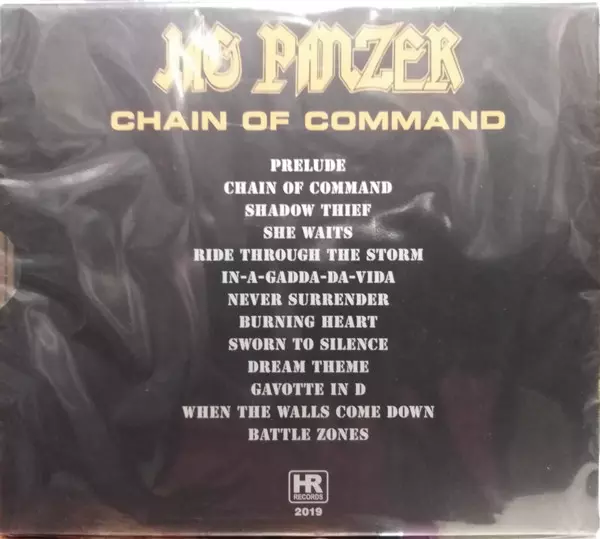 JAG PANZER
CHAIN OF COMMAND
PRELUDE
CHAIN OF COMMAND
SHADOW THIEF
SHE WAITS
RIDE THROUGH THE STORM
IN-A-GADDA-DA-VIDA
NEVER SURRENDER
BURNING HEART
SWORN TO SILENCE
DREAM THEME
GAVOTTE IN D
WHEN THE WALLS COME DOWN
BATTLE ZONES
HR
RECORDS
2019